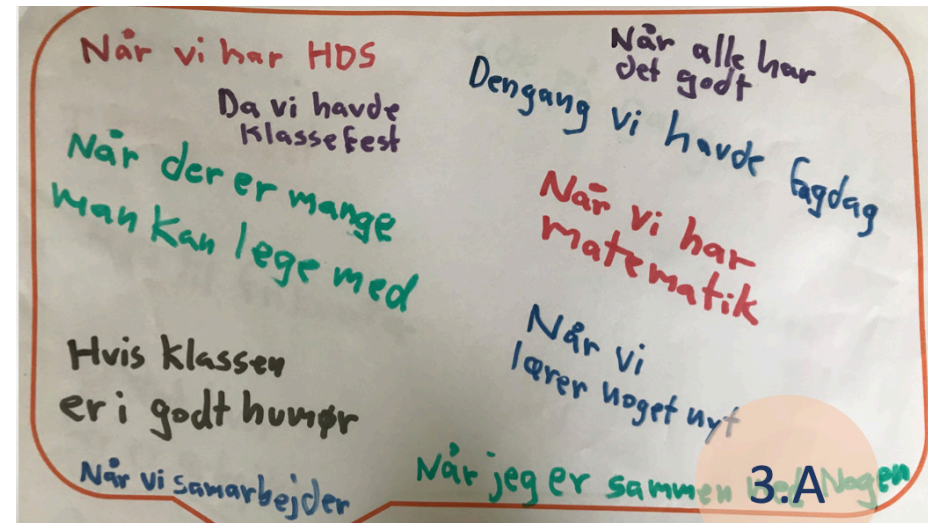 Når vi har HDS
Da vi havde
Klassefest
Når der er mange
man kan lege med
Hvis klassen
er i godt humør
Når vi samarbejder
Når alle har
det godt
Dengang vi havde fagdag
Når vi har
matematik
Når vi
lærer noget nyt
Når jeg er sammen med Nogen
3.A